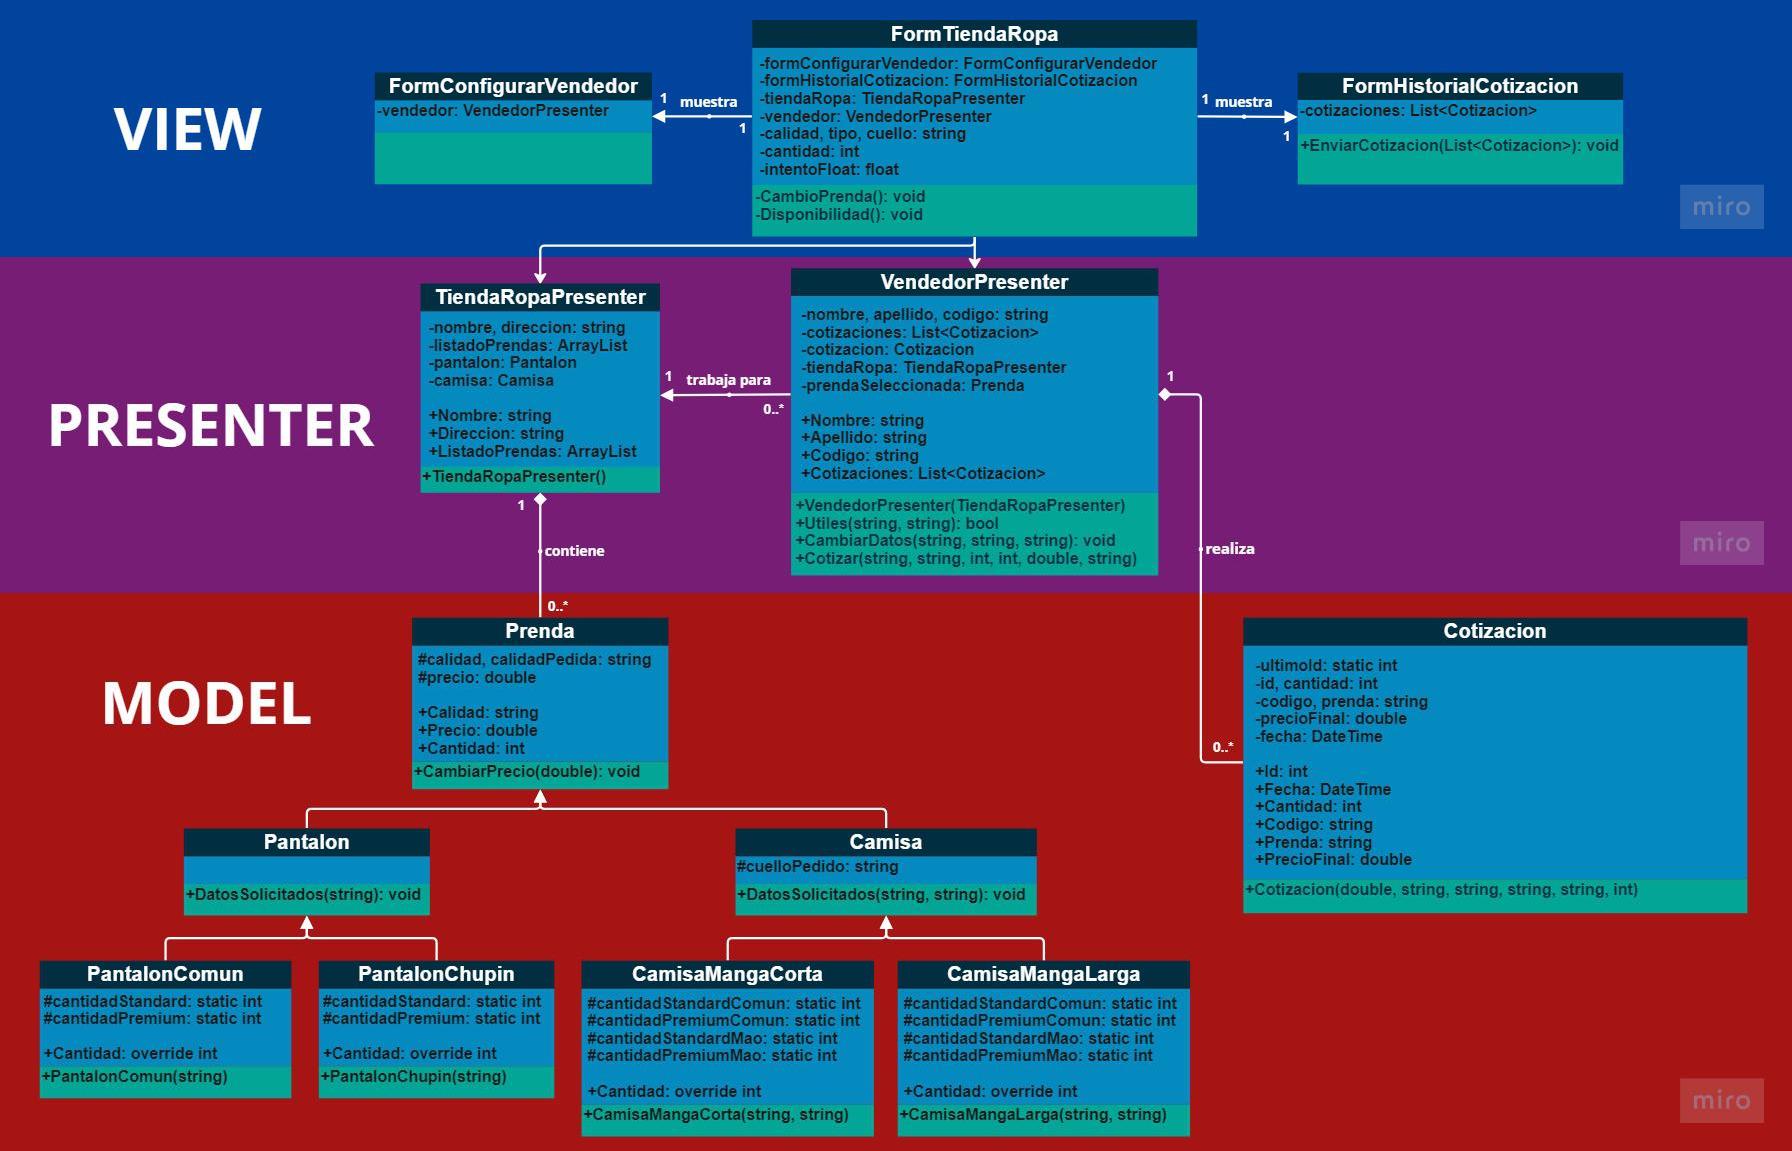 VIEW
FormConfigurarVendedor
-vendedor: VendedorPresenter
1
muestra
1
FormTiendaRopa
-formConfigurarVendedor: FormConfigurarVendedor
-formHistorialCotizacion: FormHistorialCotizacion
-tiendaRopa: TiendaRopaPresenter
-vendedor: VendedorPresenter
-calidad, tipo, cuello: string
-cantidad: int
-intentoFloat: float
-CambioPrenda(): void
-Disponibilidad(): void
1
muestra
1
FormHistorialCotizacion
-cotizaciones: List<Cotizacion>
+EnviarCotizacion(List<Cotizacion>): void
miro
PRESENTER
TiendaRopaPresenter
-nombre, direccion: string
-listadoPrendas: ArrayList
-pantalon: Pantalon
-camisa: Camisa
+Nombre: string
+Direccion: string
+ListadoPrendas: ArrayList
+TiendaRopaPresenter()
1
trabaja para
0..*
VendedorPresenter
-nombre, apellido, codigo: string
-cotizaciones: List<Cotizacion>
-cotizacion: Cotizacion
-tiendaRopa: TiendaRopaPresenter
-prendaSeleccionada: Prenda
+Nombre: string
+Apellido: string
+Codigo: string
+Cotizaciones: List<Cotizacion>
+VendedorPresenter(TiendaRopaPresenter)
+Utiles(string, string): bool
+CambiarDatos(string, string, string): void
+Cotizar(string, string, int, int, double, string)
1
realiza
0..*
1
contiene
0..*
miro
MODEL
Prenda
#calidad, calidadPedida: string
#precio: double
+Calidad: string
+Precio: double
+Cantidad: int
+CambiarPrecio(double): void
Cotizacion
-ultimoId: static int
-id, cantidad: int
-codigo, prenda: string
-precioFinal: double
-fecha: DateTime
+Id: int
+Fecha: DateTime
+Cantidad: int
+Codigo: string
+Prenda: string
+PrecioFinal: double
+Cotizacion(double, string, string, string, string, int)
Pantalon
+DatosSolicitados(string): void
Camisa
#cuelloPedido: string
+DatosSolicitados(string, string): void
PantalonComun
#cantidadStandard: static int
#cantidadPremium: static int
+Cantidad: override int
+PantalonComun(string)
PantalonChupin
#cantidadStandard: static int
#cantidadPremium: static int
+Cantidad: override int
+PantalonChupin(string)
CamisaMangaCorta
#cantidadStandardComun: static int
#cantidadPremiumComun: static int
#cantidadStandardMao: static int
#cantidadPremiumMao: static int
+Cantidad: override int
+CamisaMangaCorta(string, string)
CamisaMangaLarga
#cantidadStandardComun: static int
#cantidadPremiumComun: static int
#cantidadStandardMao: static int
#cantidadPremiumMao: static int
+Cantidad: override int
+CamisaMangaLarga(string, string)
miro